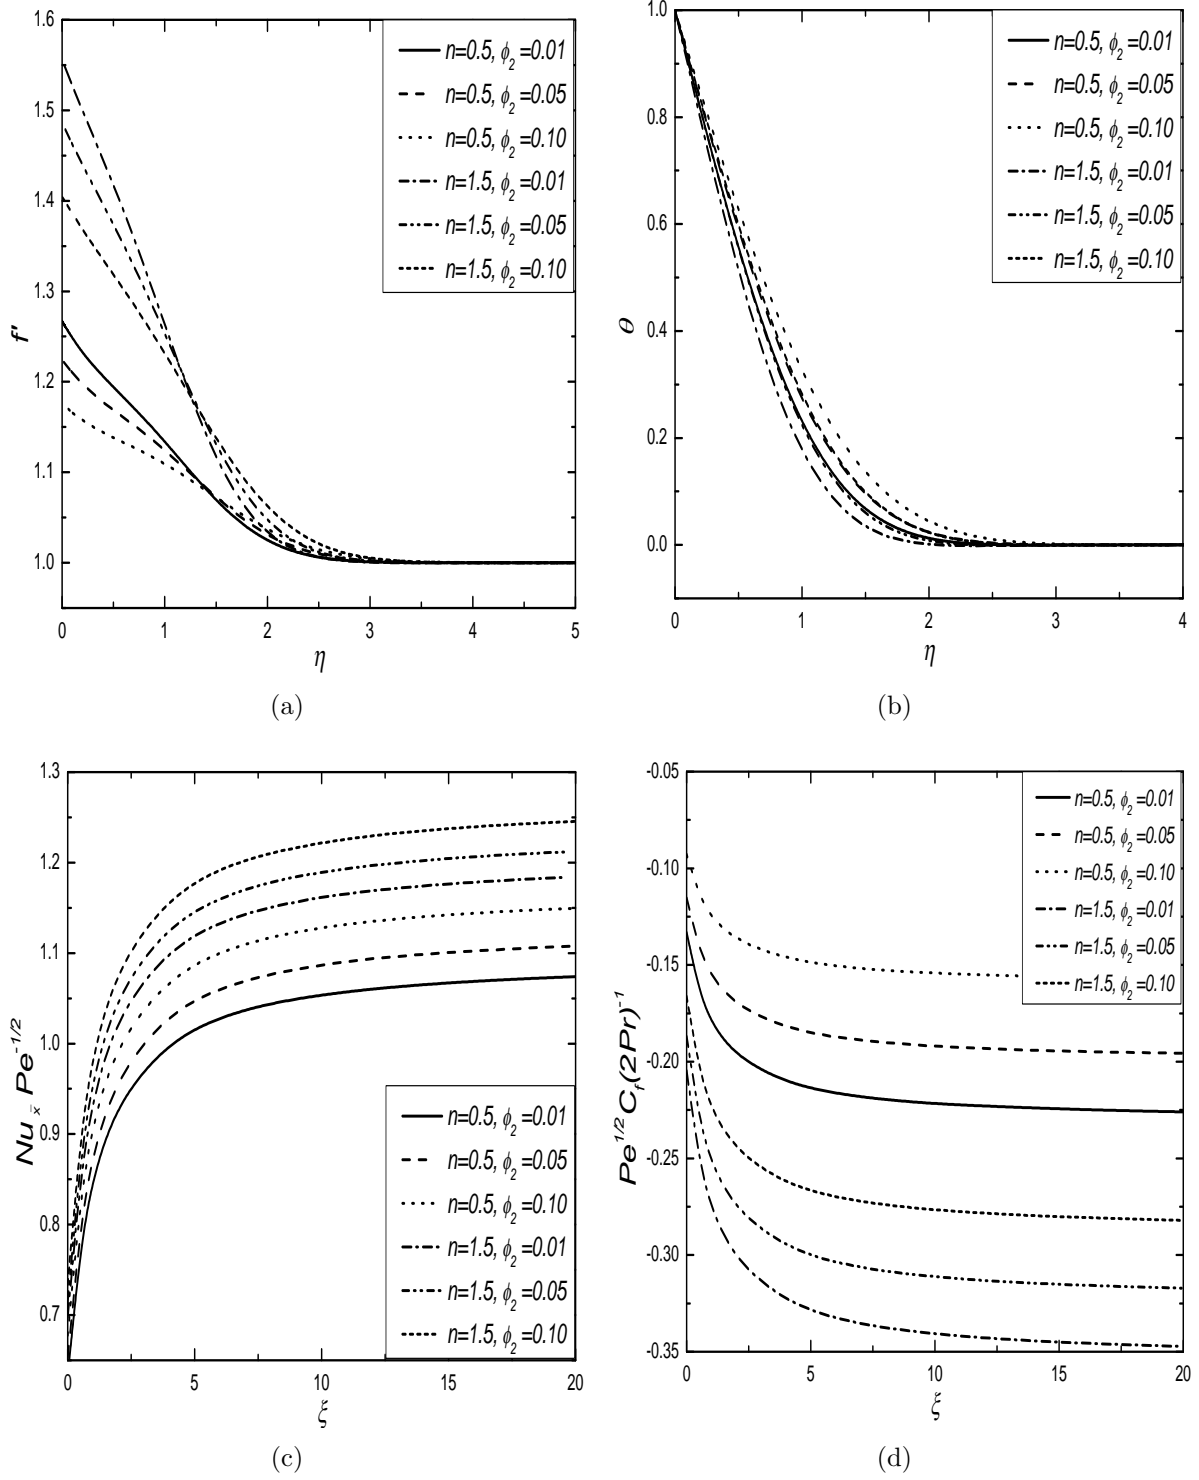 1.6
1.5
1.4
1.3
1.2
1.1
1.0
f'
0
1
2
3
4
5
η
n=0.5, ϕ₂=0.01
n=0.5, ϕ₂=0.05
n=0.5, ϕ₂=0.10
n=1.5, ϕ₂=0.01
n=1.5, ϕ₂=0.05
n=1.5, ϕ₂=0.10
(a)
1.0
0.8
0.6
0.4
0.2
0.0
θ
0
1
2
3
4
η
n=0.5, ϕ₂=0.01
n=0.5, ϕ₂=0.05
n=0.5, ϕ₂=0.10
n=1.5, ϕ₂=0.01
n=1.5, ϕ₂=0.05
n=1.5, ϕ₂=0.10
(b)
1.3
1.2
1.1
1.0
0.9
0.8
0.7
Nu_x̄ Pe^-1/2
0
5
10
15
20
ξ
n=0.5, ϕ₂=0.01
n=0.5, ϕ₂=0.05
n=0.5, ϕ₂=0.10
n=1.5, ϕ₂=0.01
n=1.5, ϕ₂=0.05
n=1.5, ϕ₂=0.10
(c)
-0.05
-0.10
-0.15
-0.20
-0.25
-0.30
-0.35
Pe^1/2 C_f(2Pr)^-1
0
5
10
15
20
ξ
n=0.5, ϕ₂=0.01
n=0.5, ϕ₂=0.05
n=0.5, ϕ₂=0.10
n=1.5, ϕ₂=0.01
n=1.5, ϕ₂=0.05
n=1.5, ϕ₂=0.10
(d)